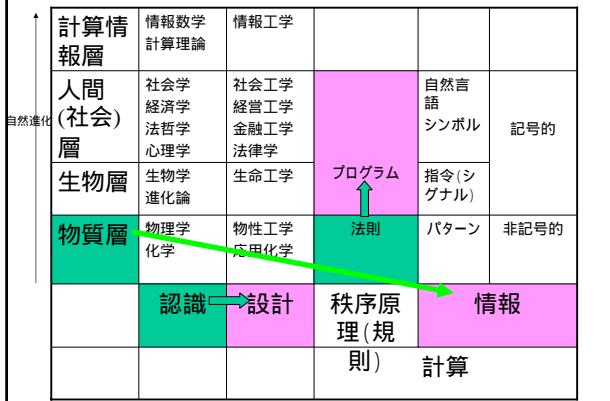 計算情
報層
情報数学
計算理論
情報工学
自然進化
人間
(社会)
層
社会学
経済学
法哲学
心理学
社会工学
経営工学
金融工学
法律学
自然言
語
シンボル
記号的
生物層
生物学
進化論
生命工学
プログラム
指令(シ
グナル)
物質層
物理学
化学
物性工学
応用化学
法則
パターン
非記号的
認識
設計
秩序原
理(規
則)
情報
計算